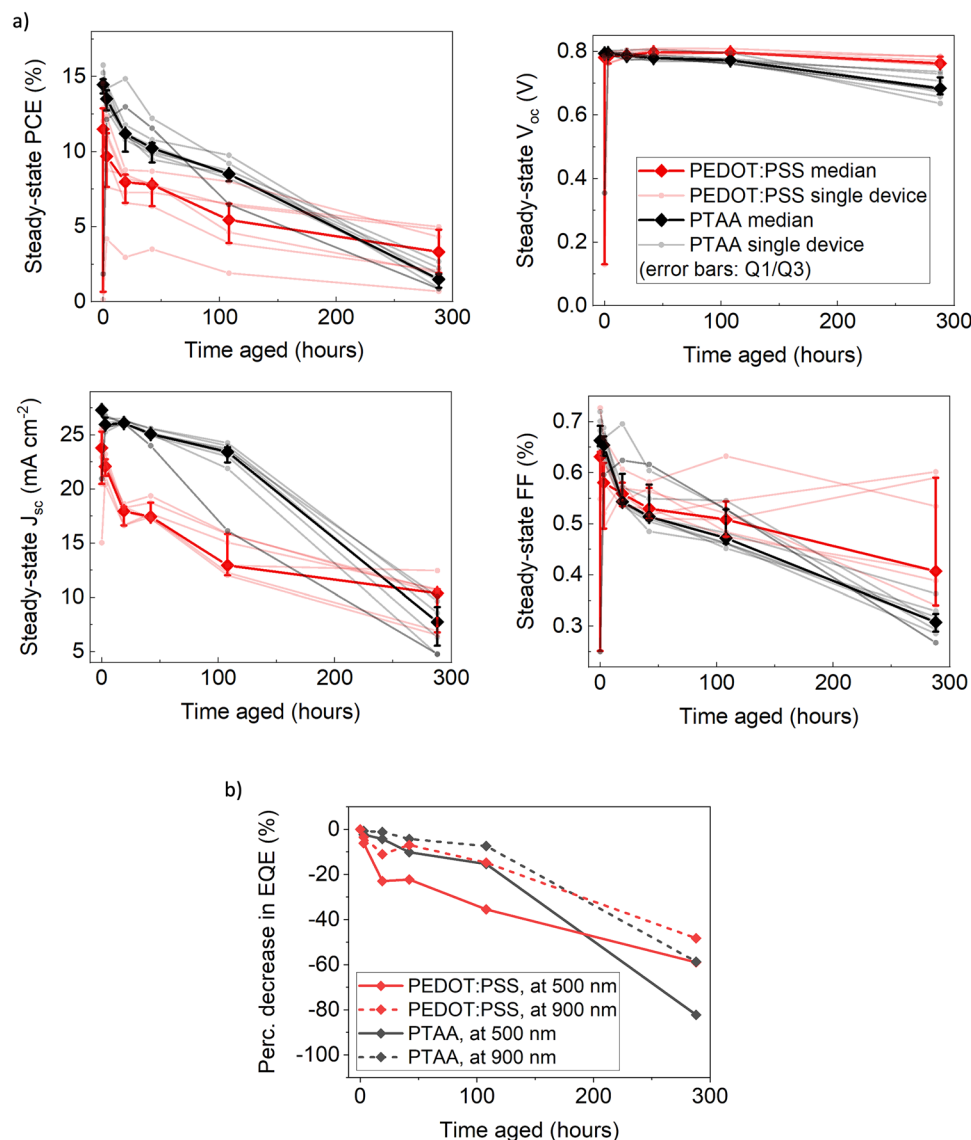 a)
Steady-state PCE (%)
15
10
5
0
0
100
200
300
Time aged (hours)
Steady-state Voc (V)
0.8
0.6
0.4
0.2
0.0
PEDOT:PSS median
PEDOT:PSS single device
PTAA median
PTAA single device
(error bars: Q1/Q3)
0
100
200
300
Time aged (hours)
Steady-state Jsc (mA cm-2)
25
20
15
10
5
0
100
200
300
Time aged (hours)
Steady-state FF (%)
0.7
0.6
0.5
0.4
0.3
0
100
200
300
Time aged (hours)
b)
Perc. decrease in EQE (%)
0
-20
-40
-60
-80
-100
PEDOT:PSS, at 500 nm
PEDOT:PSS, at 900 nm
PTAA, at 500 nm
PTAA, at 900 nm
0
100
200
300
Time aged (hours)